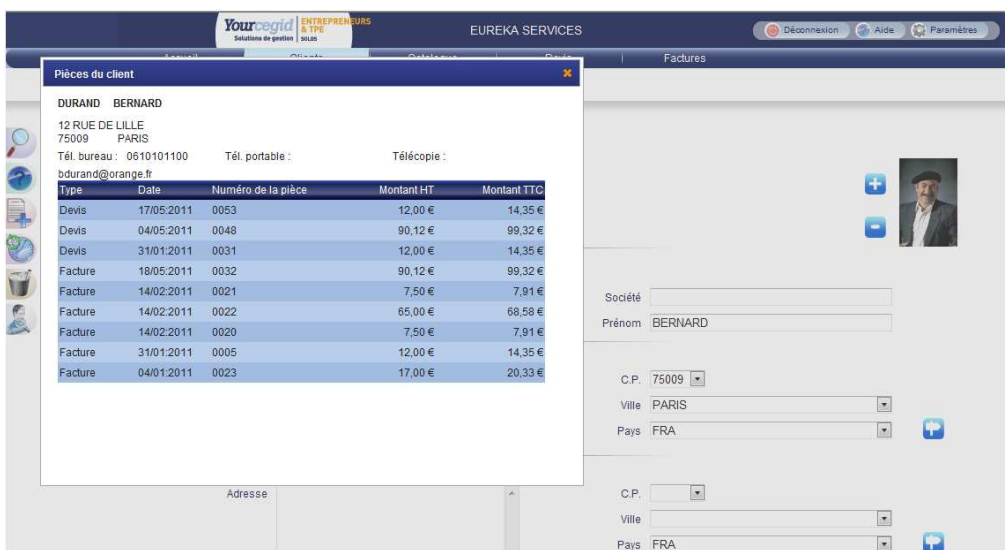 Yourcegid ENTREPRENEURS & TPE
Solutions de gestion SOLOS
EUREKA SERVICES
Déconnexion Aide Paramètres
Accueil Clients Catalogue Devis Factures
Pièces du client
DURAND BERNARD
12 RUE DE LILLE
75009 PARIS
Tél. bureau : 0610101100 Tél. portable : Télécopie :
bdurand@orange.fr
Type Date Numéro de la pièce Montant HT Montant TTC
Devis 17/05:2011 0053 12,00 € 14,35 €
Devis 04/05:2011 0048 90,12 € 99,32 €
Devis 31/01:2011 0031 12,00 € 14,35 €
Facture 18/05:2011 0032 90,12 € 99,32 €
Facture 14/02:2011 0021 7,50 € 7,91 €
Facture 14/02:2011 0022 65,00 € 68,58 €
Facture 14/02:2011 0020 7,50 € 7,91 €
Facture 31/01:2011 0005 12,00 € 14,35 €
Facture 04/01:2011 0023 17,00 € 20,33 €
Société
Prénom BERNARD
C.P. 75009
Ville PARIS
Pays FRA
Adresse C.P.
Ville
Pays FRA